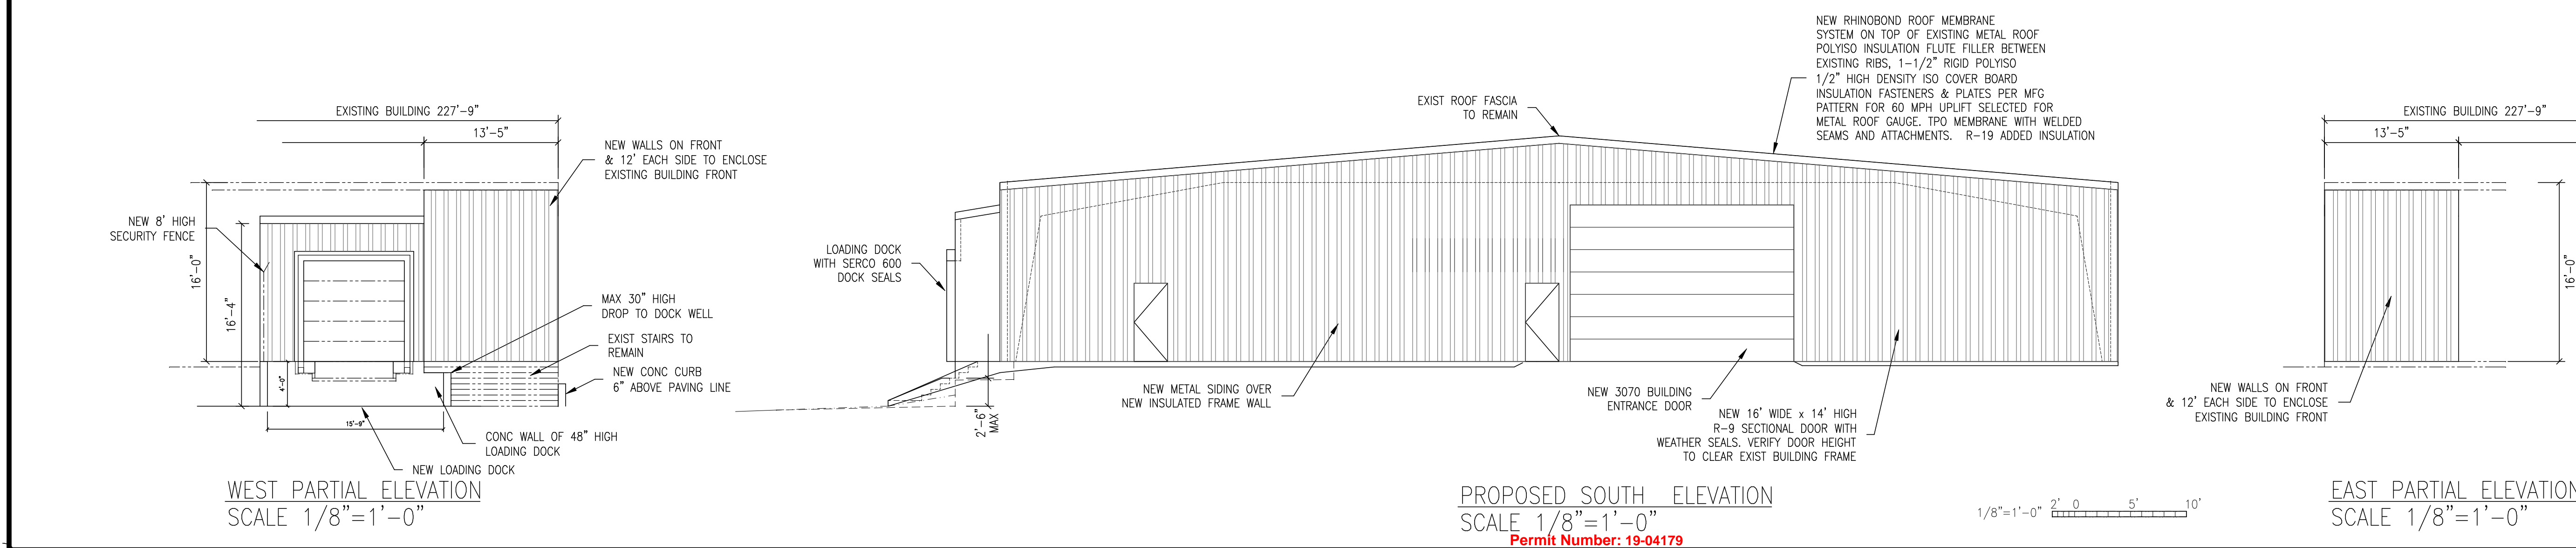 EXISTING BUILDING 227'-9"
13'-5"
NEW WALLS ON FRONT
& 12' EACH SIDE TO ENCLOSE
EXISTING BUILDING FRONT
NEW 8' HIGH
SECURITY FENCE
16'-0"
16'-4"
4'-0"
15'-9"
MAX 30" HIGH
DROP TO DOCK WELL
EXIST STAIRS TO
REMAIN
NEW CONC CURB
6" ABOVE PAVING LINE
CONC WALL OF 48" HIGH
LOADING DOCK
NEW LOADING DOCK
WEST PARTIAL ELEVATION
SCALE 1/8"=1'-0"
LOADING DOCK
WITH SERCO 600
DOCK SEALS
EXIST ROOF FASCIA
TO REMAIN
NEW RHINOBOND ROOF MEMBRANE
SYSTEM ON TOP OF EXISTING METAL ROOF
POLYISO INSULATION FLUTE FILLER BETWEEN
EXISTING RIBS, 1-1/2" RIGID POLYISO
1/2" HIGH DENSITY ISO COVER BOARD
INSULATION FASTENERS & PLATES PER MFG
PATTERN FOR 60 MPH UPLIFT SELECTED FOR
METAL ROOF GAUGE. TPO MEMBRANE WITH WELDED
SEAMS AND ATTACHMENTS. R-19 ADDED INSULATION
2'-6"
MAX
NEW METAL SIDING OVER
NEW INSULATED FRAME WALL
NEW 3070 BUILDING
ENTRANCE DOOR
NEW 16' WIDE x 14' HIGH
R-9 SECTIONAL DOOR WITH
WEATHER SEALS. VERIFY DOOR HEIGHT
TO CLEAR EXIST BUILDING FRAME
PROPOSED SOUTH ELEVATION
SCALE 1/8"=1'-0"
Permit Number: 19-04179
1/8"=1'-0" 2' 0 5' 10'
EXISTING BUILDING 227'-9"
13'-5"
16'-0"
NEW WALLS ON FRONT
& 12' EACH SIDE TO ENCLOSE
EXISTING BUILDING FRONT
EAST PARTIAL ELEVATION
SCALE 1/8"=1'-0"